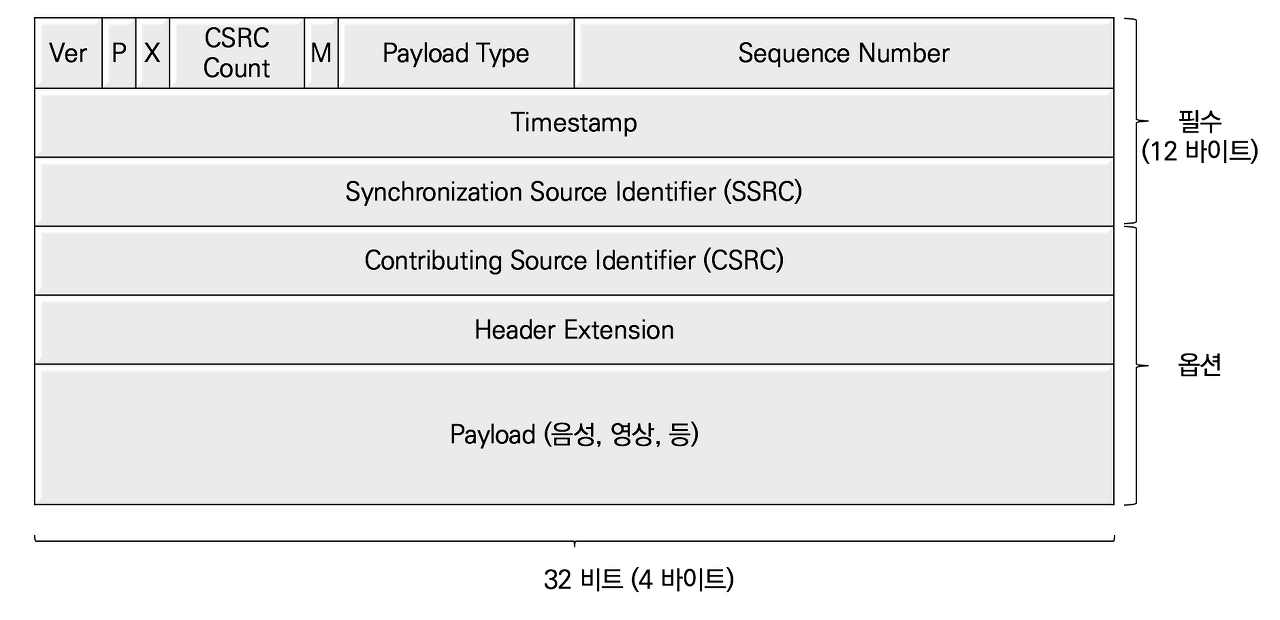 Ver P X CSRC Count M Payload Type Sequence Number
Timestamp
Synchronization Source Identifier (SSRC)
Contributing Source Identifier (CSRC)
Header Extension
Payload (음성, 영상, 등)
필수
(12 바이트)
옵션
32 비트 (4 바이트)